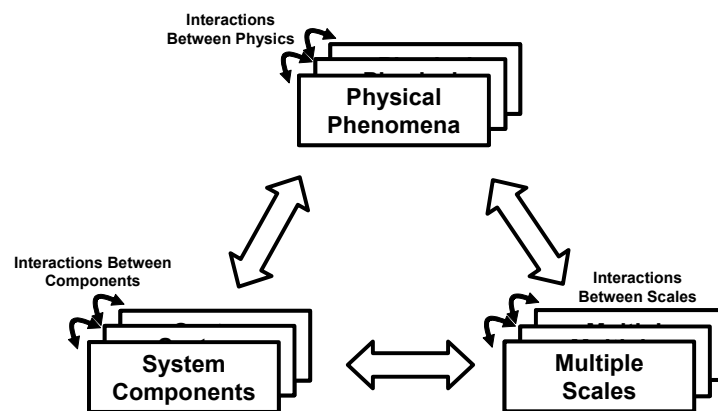 Interactions
Between Physics
Physical
Phenomena
Interactions Between
Components
System
Components
Interactions
Between Scales
Multiple
Scales